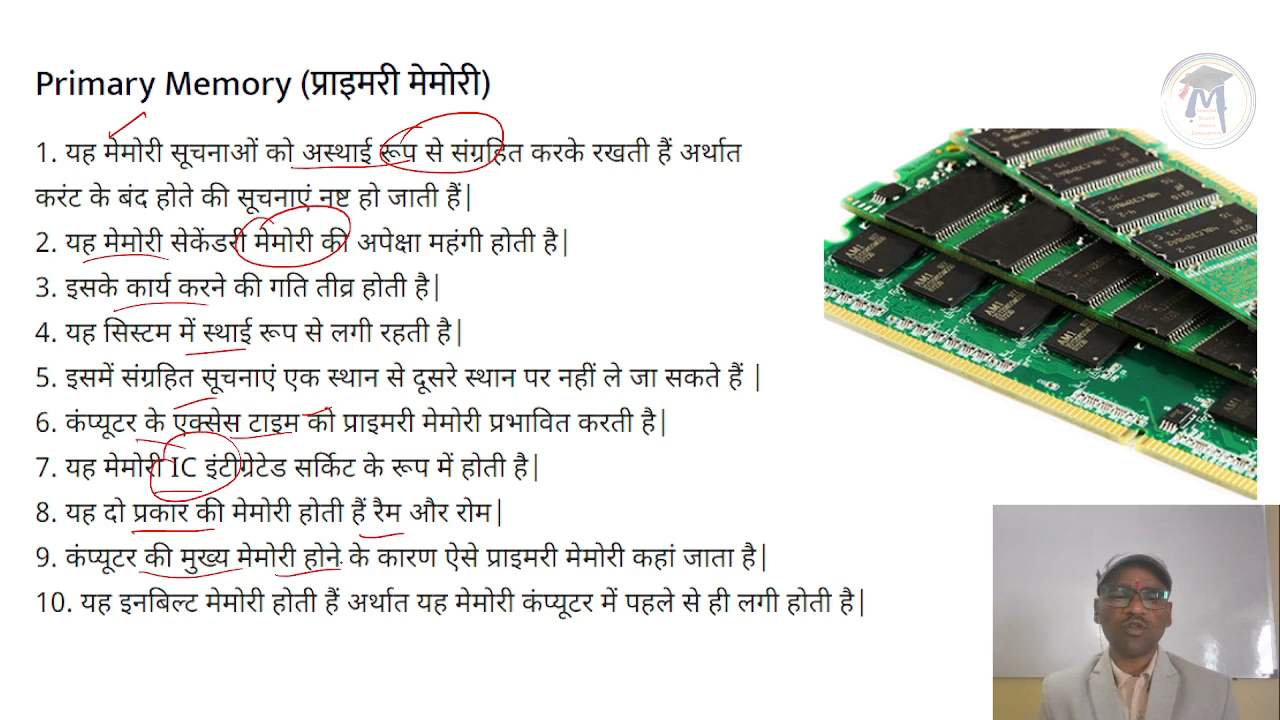 Primary Memory (प्राइमरी मेमोरी)
1. यह मेमोरी सूचनाओं को अस्थाई रूप से संग्रहित करके रखती हैं अर्थात
करंट के बंद होते की सूचनाएं नष्ट हो जाती हैं|
2. यह मेमोरी सेकेंडरी मेमोरी की अपेक्षा महंगी होती है|
3. इसके कार्य करने की गति तीव्र होती है|
4. यह सिस्टम में स्थाई रूप से लगी रहती है|
5. इसमें संग्रहित सूचनाएं एक स्थान से दूसरे स्थान पर नहीं ले जा सकते हैं |
6. कंप्यूटर के एक्सेस टाइम को प्राइमरी मेमोरी प्रभावित करती है|
7. यह मेमोरी IC इंटीग्रेटेड सर्किट के रूप में होती है|
8. यह दो प्रकार की मेमोरी होती हैं रैम और रोम|
9. कंप्यूटर की मुख्य मेमोरी होने के कारण ऐसे प्राइमरी मेमोरी कहां जाता है|
10. यह इनबिल्ट मेमोरी होती हैं अर्थात यह मेमोरी कंप्यूटर में पहले से ही लगी होती है|